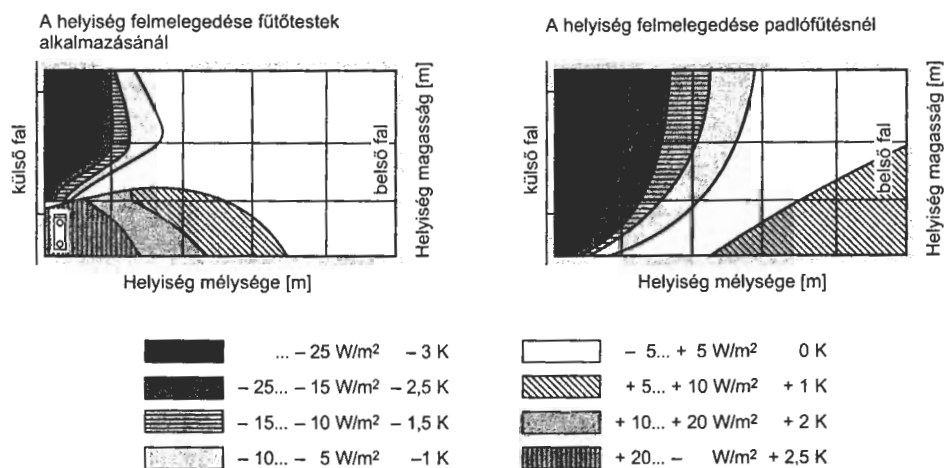 A helyiség felmelegedése fűtőtestek
alkalmazásánál
külső fal
belső fal
Helyiség magasság [m]
Helyiség mélysége [m]
A helyiség felmelegedése padlófűtésnél
külső fal
belső fal
Helyiség magasság [m]
Helyiség mélysége [m]
... – 25 W/m² – 3 K
– 25... – 15 W/m² – 2,5 K
– 15... – 10 W/m² – 1,5 K
– 10... – 5 W/m² –1 K
– 5... + 5 W/m² 0 K
+ 5... + 10 W/m² + 1 K
+ 10... + 20 W/m² + 2 K
+ 20... – W/m² + 2,5 K